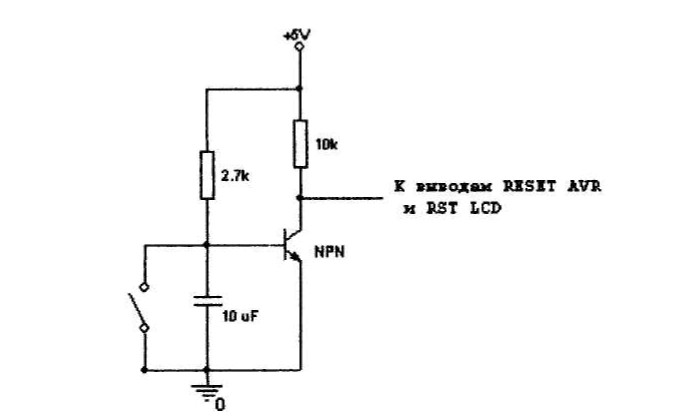 +5V
10k
2.7k
К выводам RESET AVR
и RST LCD
NPN
10 uF
0